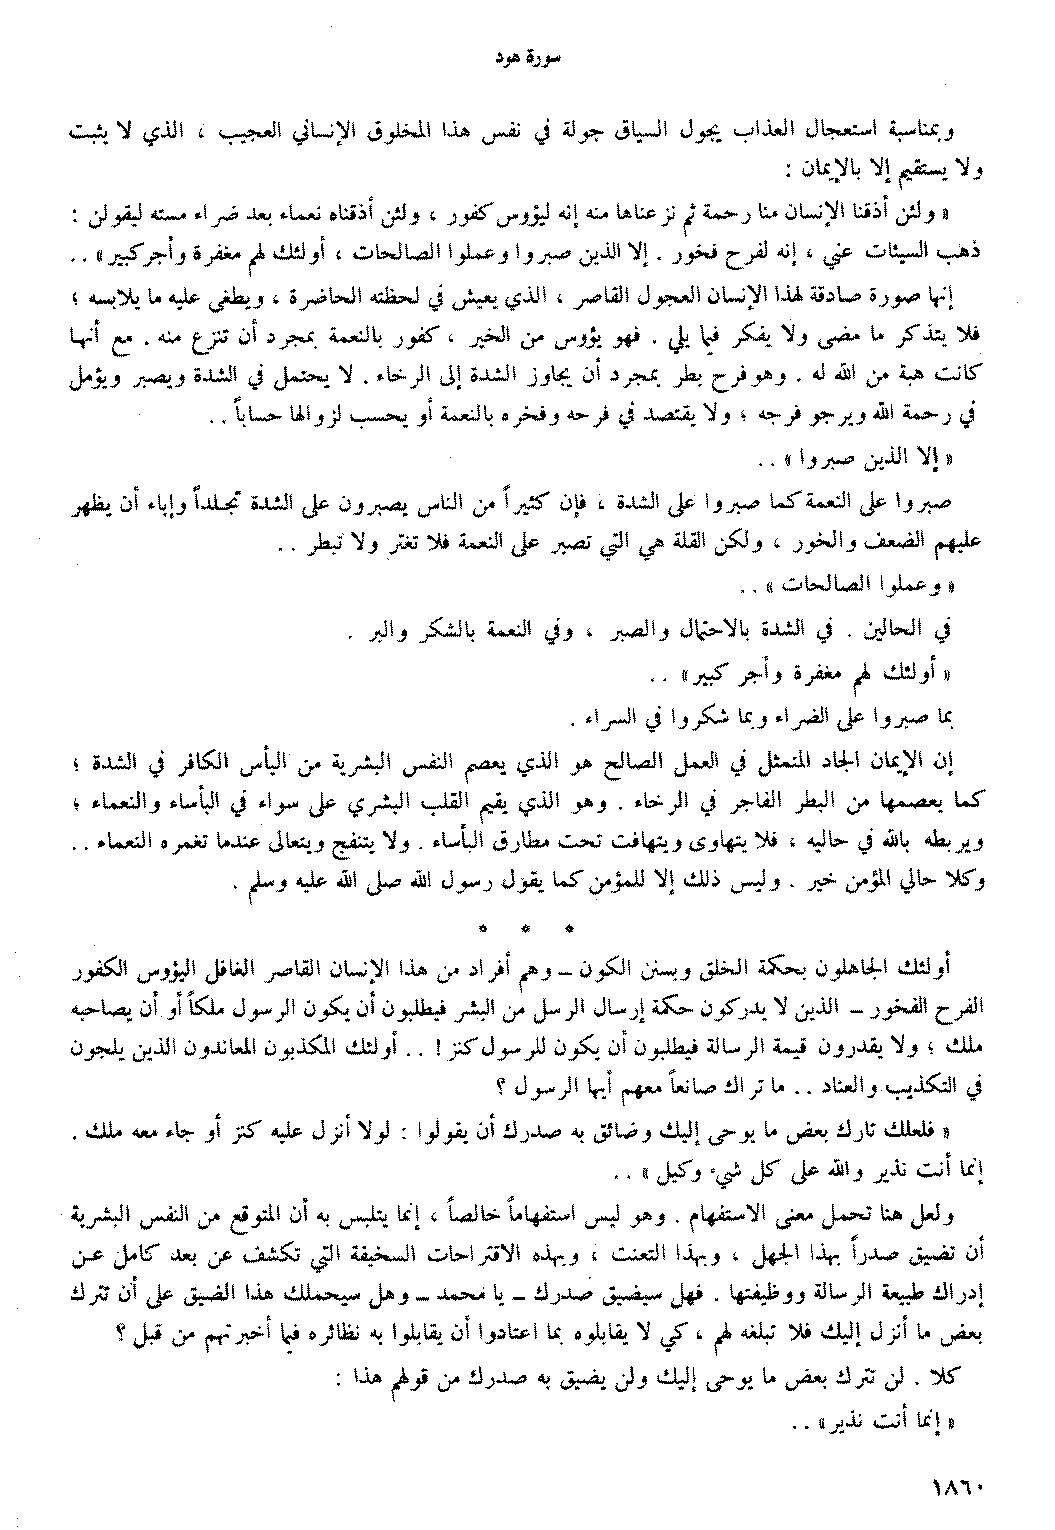 سورة هود
وبمناسبة استعجال العذاب يجول السياق جولة في نفس هذا المخلوق الإنساني العجيب ، الذي لا يثبت
ولا يستقيم إلا بالإيمان :
« ولئن أذقنا الإنسان منا رحمة ثم نزعناها منه إنه ليؤوس كفور ، ولئن أذقناه نعماء بعد ضراء مسته ليقولن :
ذهب السيئات عني ، إنه لفرح فخور . إلا الذين صبروا وعملوا الصالحات ، أولئك لهم مغفرة وأجر كبير » ..
إنها صورة صادقة لهذا الإنسان العجول القاصر ، الذي يعيش في لحظته الحاضرة ، ويطغى عليه ما يلابسه ؛
فلا يتذكر ما مضى ولا يفكر فيما يلي . فهو يؤوس من الخير ، كفور بالنعمة بمجرد أن تنزع منه . مع أنها
كانت هبة من الله له . وهو فرح بطر بمجرد أن يجاوز الشدة إلى الرخاء . لا يحتمل في الشدة ويصبر ويؤمل
في رحمة الله ويرجو فرجه ؛ ولا يقتصد في فرحه وفخره بالنعمة أو يحسب لزوالها حساباً ..
« إلا الذين صبروا » ..
صبروا على النعمة كما صبروا على الشدة ، فإن كثيراً من الناس يصبرون على الشدة تجلداً وإباء أن يظهر
عليهم الضعف والخور ، ولكن القلة هي التي تصبر على النعمة فلا تغتر ولا تبطر ..
« وعملوا الصالحات » ..
في الحالين . في الشدة بالاحتمال والصبر ، وفي النعمة بالشكر والبر .
« أولئك لهم مغفرة وأجر كبير » ..
بما صبروا على الضراء وبما شكروا في السراء .
إن الإيمان الجاد المتمثل في العمل الصالح هو الذي يعصم النفس البشرية من اليأس الكافر في الشدة ؛
كما يعصمها من البطر الفاجر في الرخاء . وهو الذي يقيم القلب البشري على سواء في البأساء والنعماء ؛
ويربطه بالله في حاليه ، فلا يتهاوى ويتهافت تحت مطارق البأساء . ولا يتنفج ويتعالى عندما تغمره النعماء ..
وكلا حالي المؤمن خير . وليس ذلك إلا للمؤمن كما يقول رسول الله صلى الله عليه وسلم .
* * *
أولئك الجاهلون بحكمة الخلق وبسنن الكون – وهم أفراد من هذا الإنسان القاصر الغافل اليؤوس الكفور
الفرح الفخور – الذين لا يدركون حكمة إرسال الرسل من البشر فيطلبون أن يكون الرسول ملكاً أو أن يصاحبه
ملك ؛ ولا يقدرون قيمة الرسالة فيطلبون أن يكون للرسول كنز ! .. أولئك المكذبون المعاندون الذين يلجون
في التكذيب والعناد .. ما تراك صانعاً معهم أيها الرسول ؟
« فلعلك تارك بعض ما يوحى إليك وضائق به صدرك أن يقولوا : لولا أنزل عليه كنز أو جاء معه ملك .
إنما أنت نذير والله على كل شيء وكيل » ..
ولعل هنا تحمل معنى الاستفهام . وهو ليس استفهاماً خالصاً ، إنما يتلبس به أن المتوقع من النفس البشرية
أن تضيق صدراً بهذا الجهل ، وبهذا التعنت ، وبهذه الاقتراحات السخيفة التي تكشف عن بعد كامل عن
إدراك طبيعة الرسالة ووظيفتها . فهل سيضيق صدرك – يا محمد – وهل سيحملك هذا الضيق على أن تترك
بعض ما أنزل إليك فلا تبلغه لهم ، كي لا يقابلوه بما اعتادوا أن يقابلوا به نظائره فيما أخبرتهم من قبل ؟
كلا . لن تترك بعض ما يوحى إليك ولن يضيق به صدرك من قولهم هذا :
« إنما أنت نذير » ..
١٨٦٠